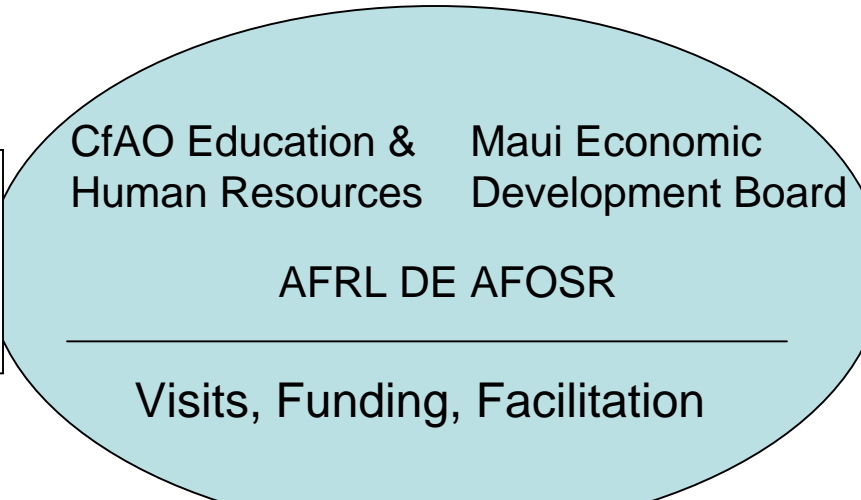 CfAO Education & Maui Economic
Human Resources Development Board
AFRL DE AFOSR
Visits, Funding, Facilitation